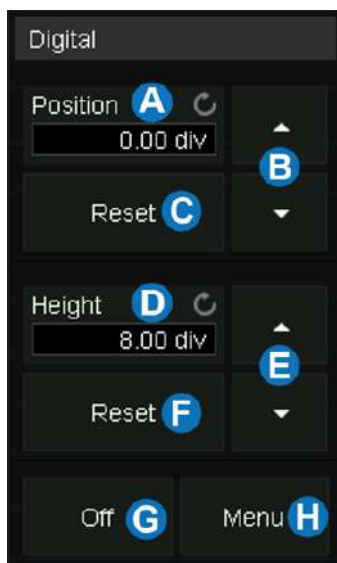 Digital
Position A
0.00 div
B
Reset C
Height D
8.00 div
E
Reset F
Off G Menu H